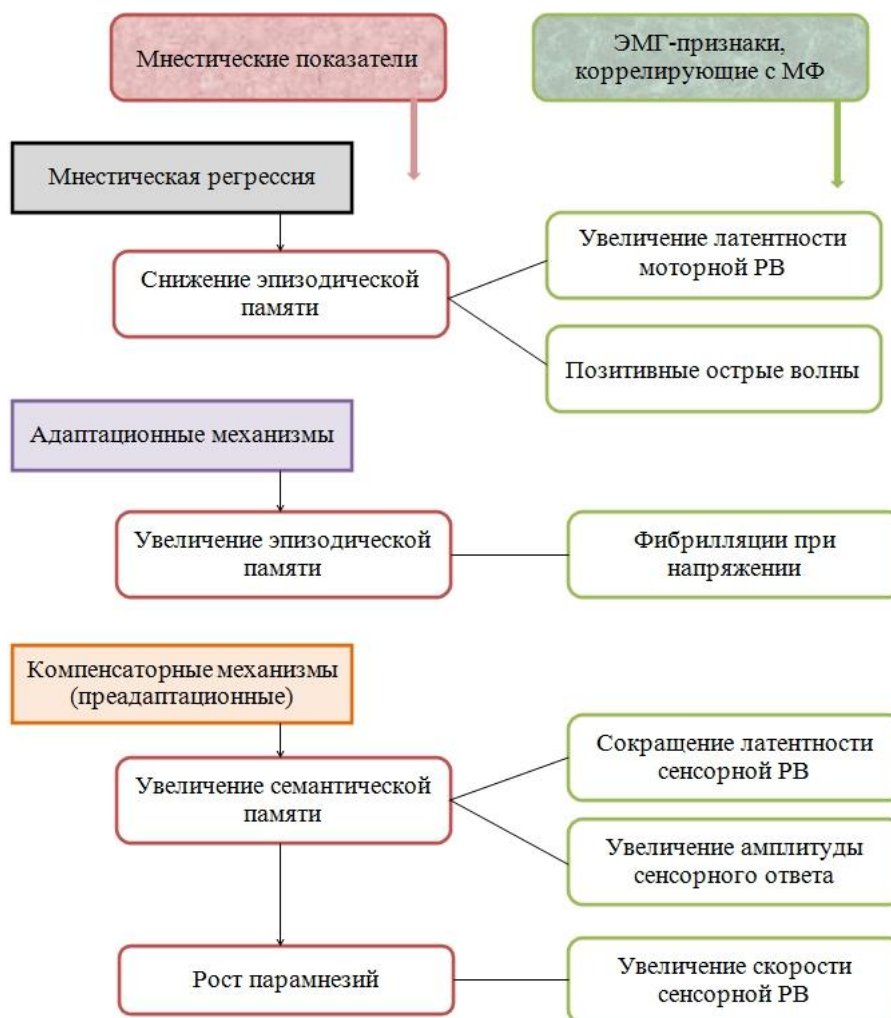 Мнестические показатели
ЭМГ-признаки,
коррелирующие с МФ
Мнестическая регрессия
Снижение эпизодической
памяти
Увеличение латентности
моторной РВ
Позитивные острые волны
Адаптационные механизмы
Увеличение эпизодической
памяти
Фибрилляции при
напряжении
Компенсаторные механизмы
(преадаптационные)
Увеличение семантической
памяти
Сокращение латентности
сенсорной РВ
Увеличение амплитуды
сенсорного ответа
Рост парамнезий
Увеличение скорости
сенсорной РВ